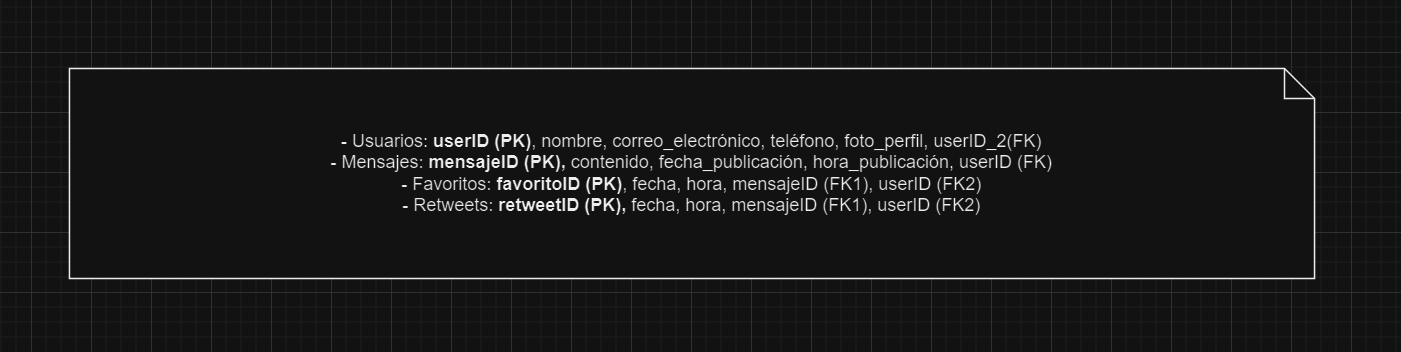 - Usuarios: userID (PK), nombre, correo_electrónico, teléfono, foto_perfil, userID_2(FK)
- Mensajes: mensajeID (PK), contenido, fecha_publicación, hora_publicación, userID (FK)
- Favoritos: favoritoID (PK), fecha, hora, mensajeID (FK1), userID (FK2)
- Retweets: retweetID (PK), fecha, hora, mensajeID (FK1), userID (FK2)